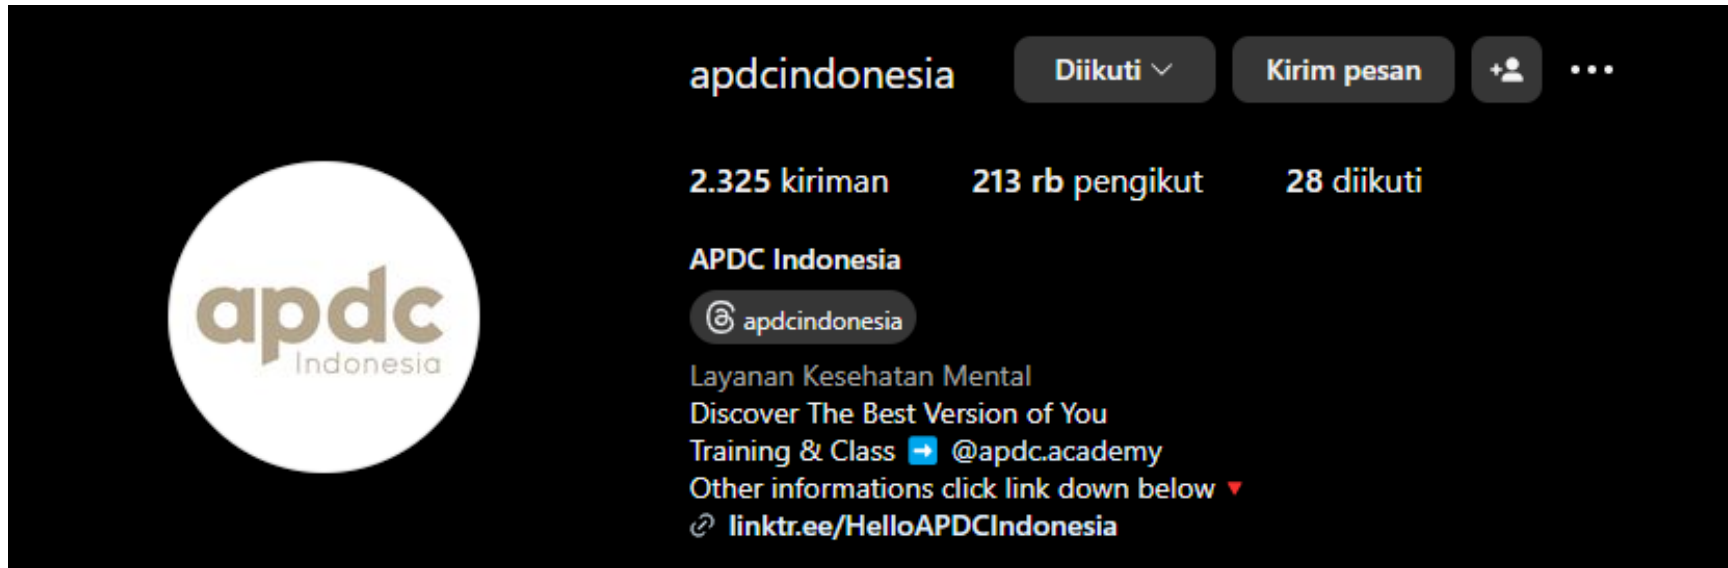 apdcindonesia Diikuti Kirim pesan
2.325 kiriman 213 rb pengikut 28 diikuti
apdc
Indonesia
APDC Indonesia
apdcindonesia
Layanan Kesehatan Mental
Discover The Best Version of You
Training & Class ➡️ @apdc.academy
Other informations click link down below 🔻
linktr.ee/HelloAPDCIndonesia